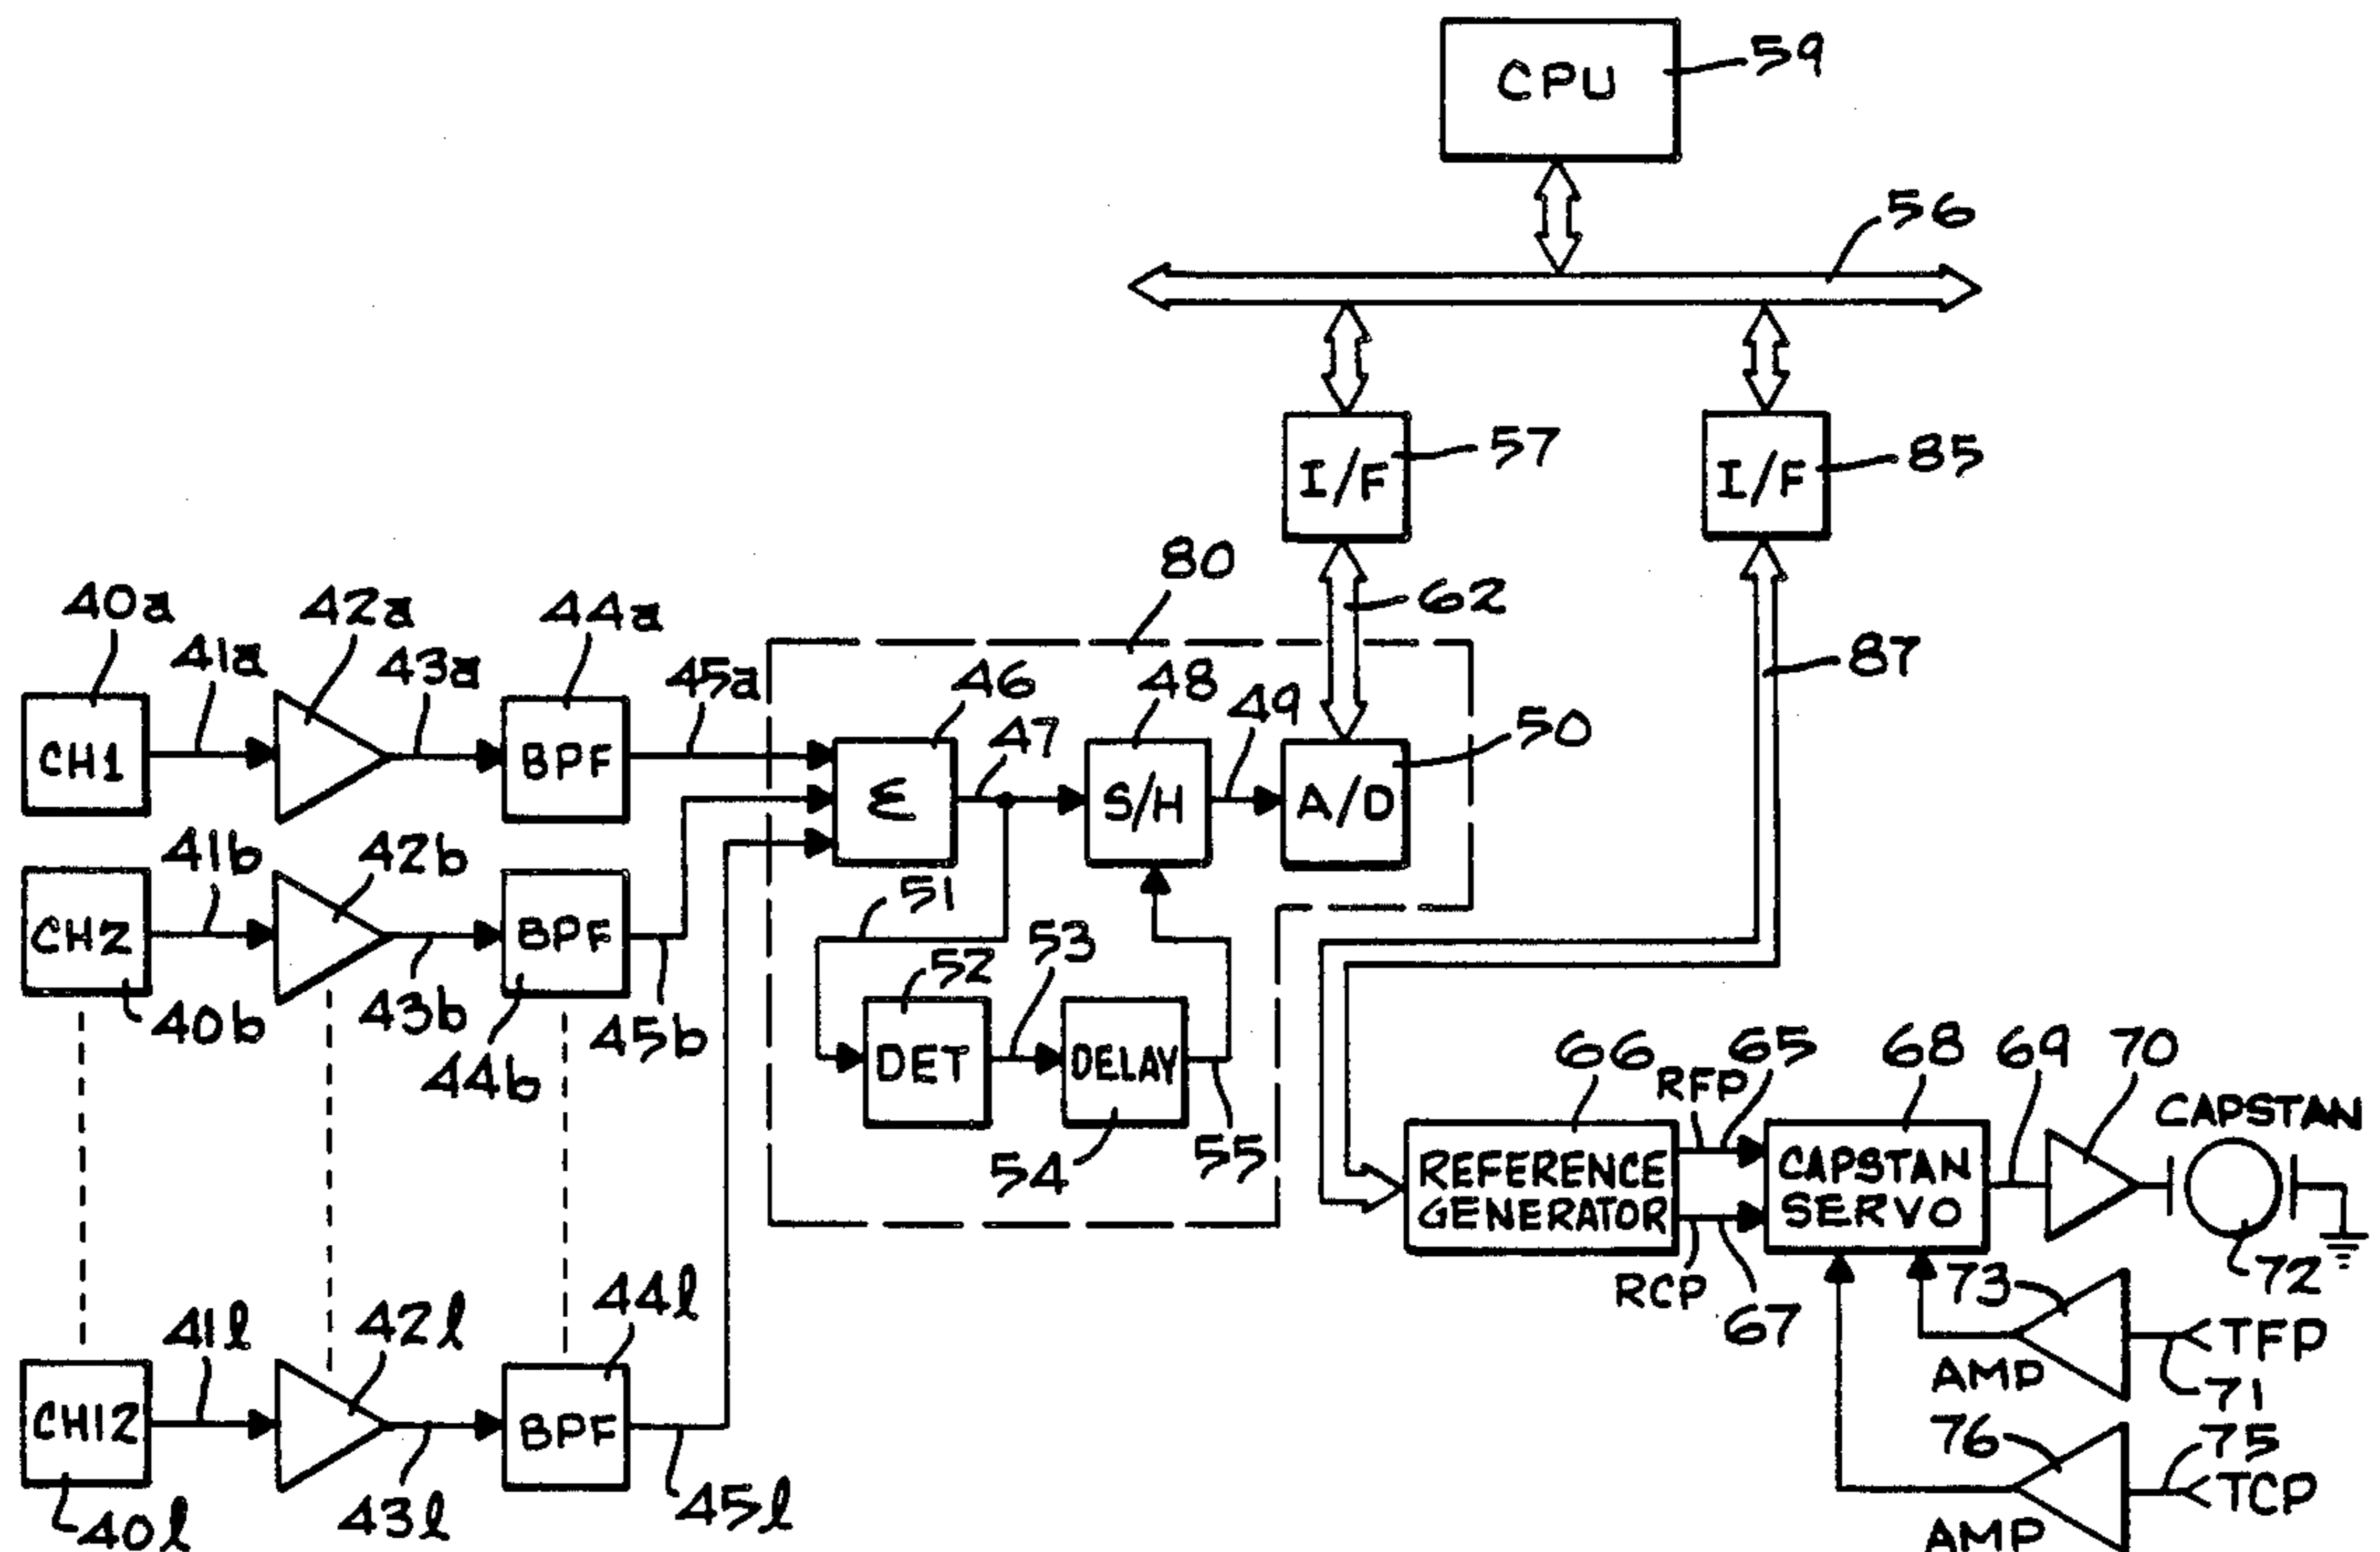 CPU
59
56
I/F
57
I/F
85
80
62
87
40a
41a
42a
43a
44a
45a
46
47
48
49
50
CH1
BPF
Σ
S/H
A/D
41b
42b
51
CH2
BPF
40b
43b
44b
45b
52
53
DET
DELAY
54
55
66
RFP
65
68
69
70
CAPSTAN
REFERENCE
GENERATOR
CAPSTAN
SERVO
RCP
67
72
73
TFP
AMP
71
76
75
TCP
AMP
41l
42l
44l
CH12
BPF
40l
43l
45l